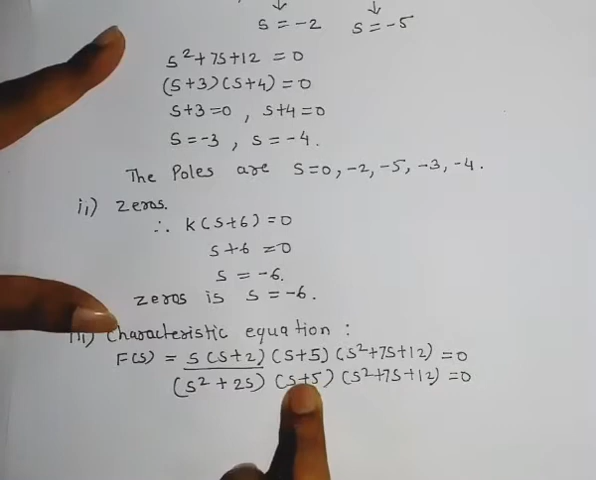 s = -2 s = -5
s² + 7s + 12 = 0
(s+3)(s+4) = 0
s+3 = 0 , s+4 = 0
s = -3 , s = -4.
The Poles are s = 0, -2, -5, -3, -4.
ii) zeros.
∴ k(s+6) = 0
s+6 = 0
s = -6.
zeros is s = -6.
iii) Characteristic equation :
F(s) = s(s+2)(s+5)(s²+7s+12) = 0
(s²+2s)(s+5)(s²+7s+12) = 0